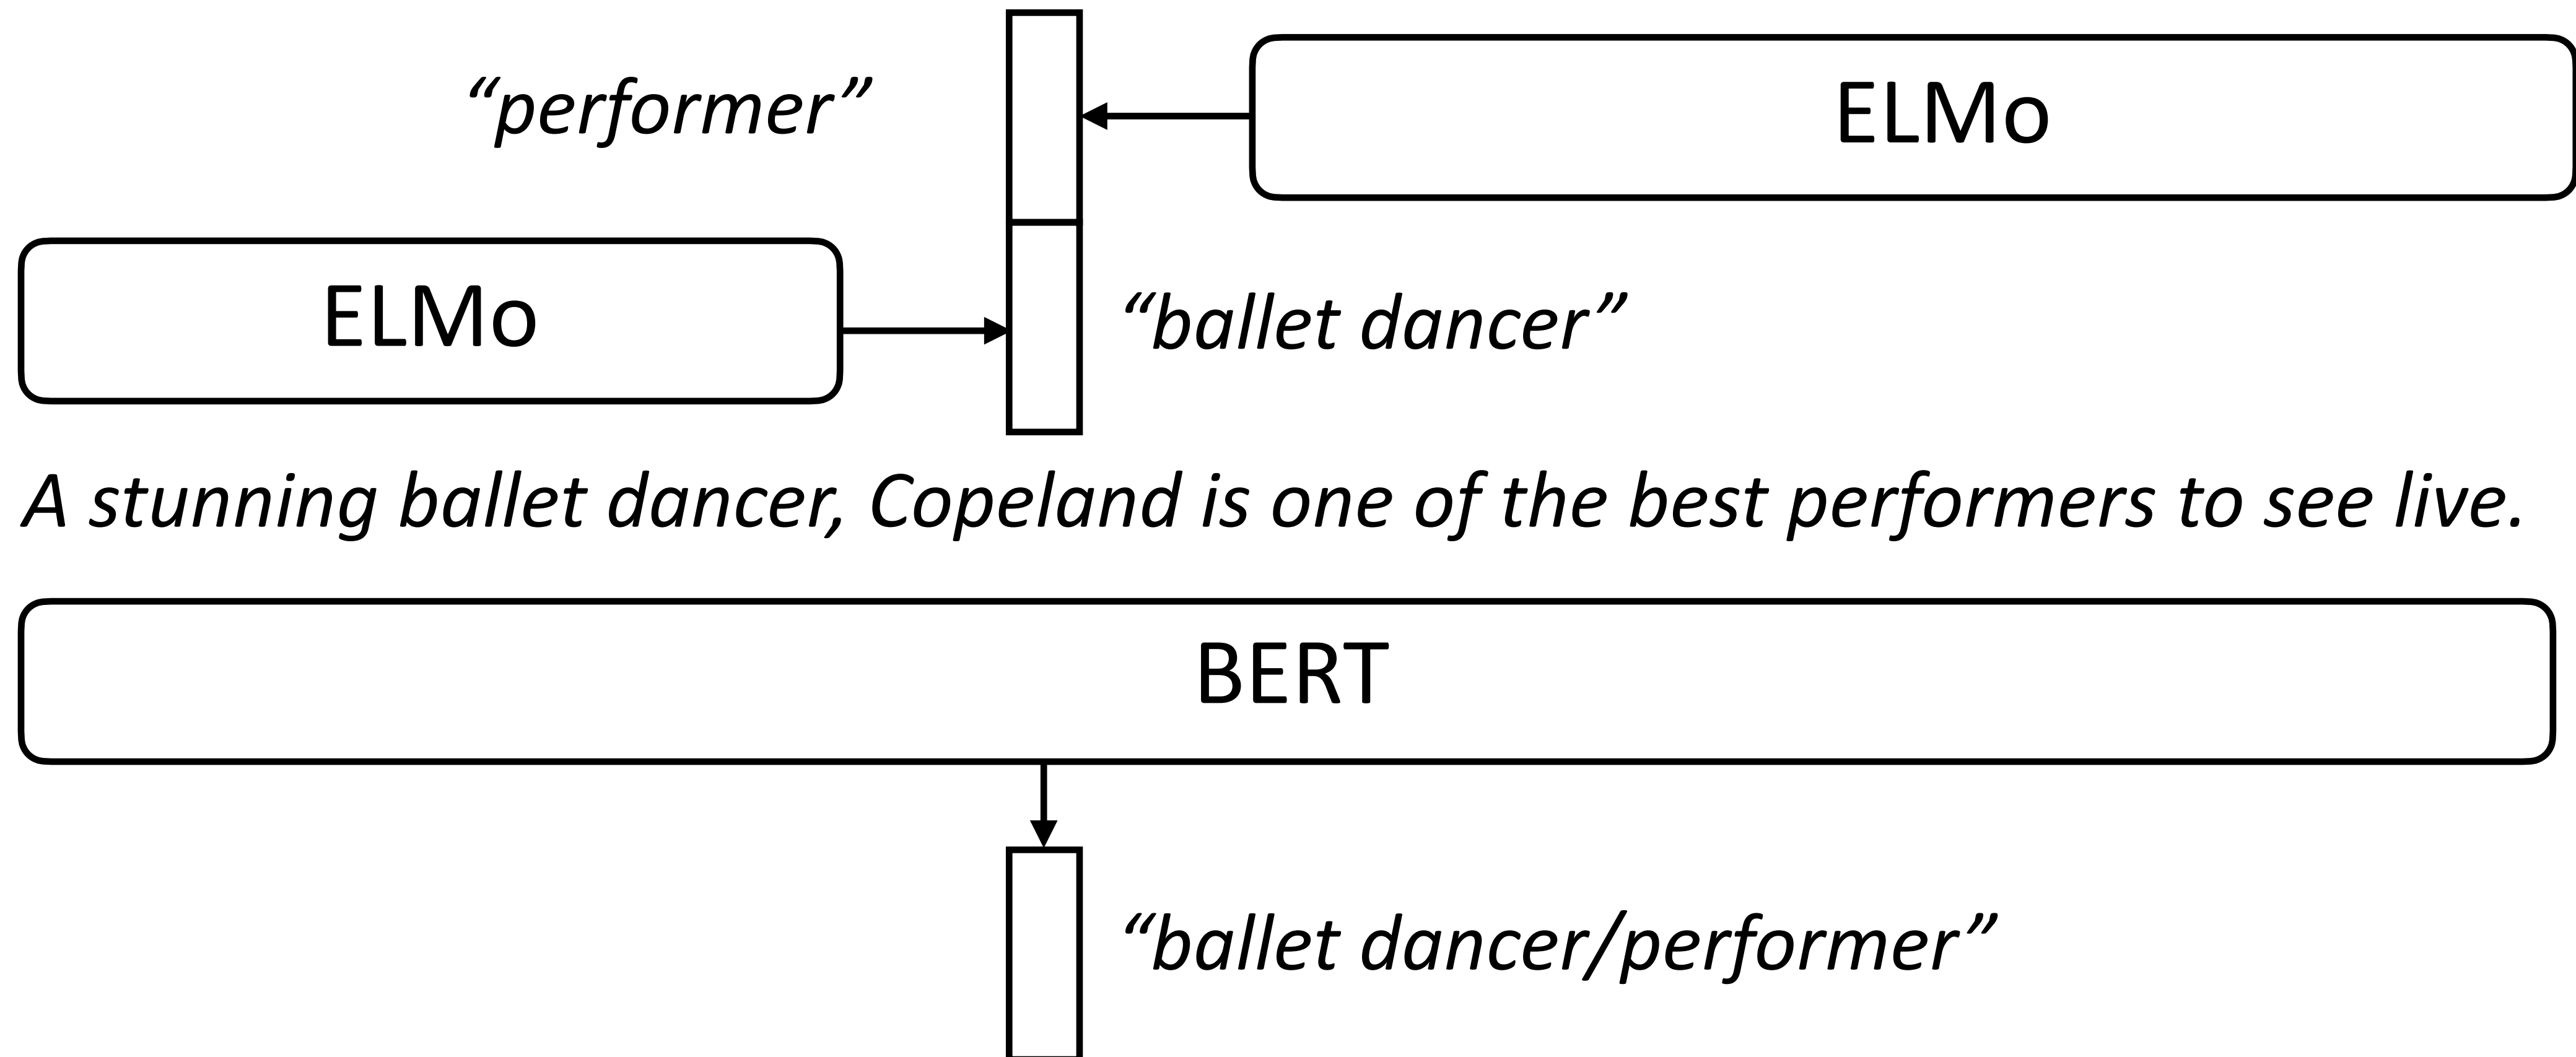 “performer”
ELMo
ELMo
“ballet dancer”
A stunning ballet dancer, Copeland is one of the best performers to see live.
BERT
“ballet dancer/performer”